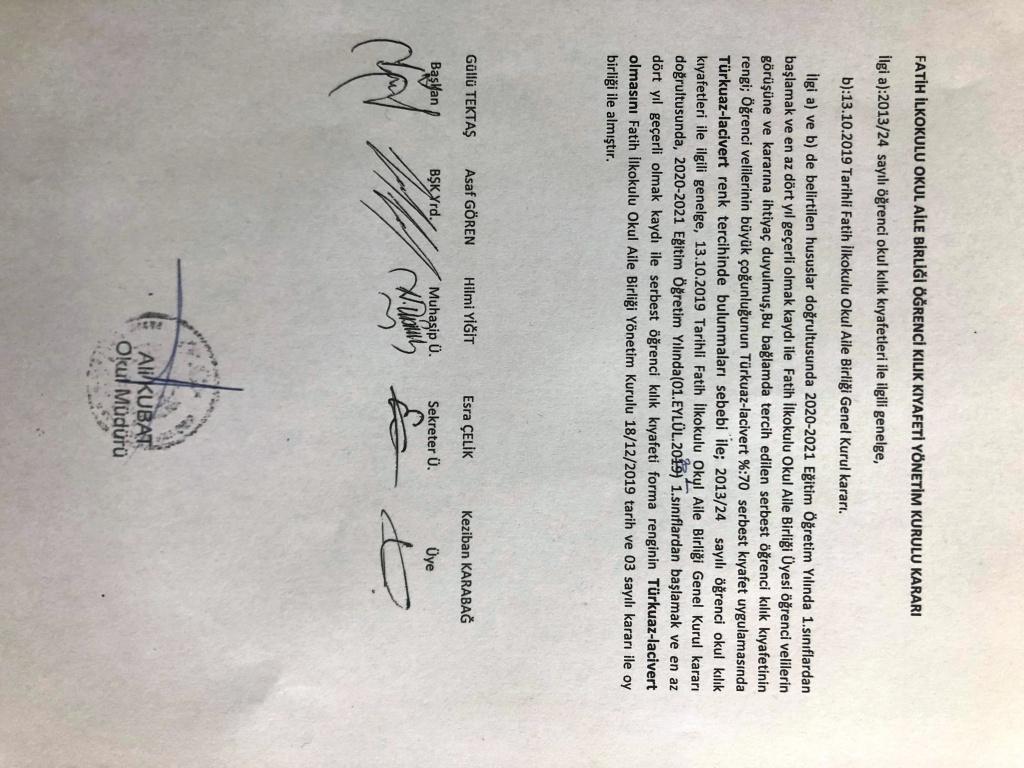 FATİH İLKOKULU OKUL AİLE BİRLİĞİ ÖĞRENCİ KILIK KIYAFETİ YÖNETİM KURULU KARARI
ilgi a):2013/24 sayılı öğrenci okul kılık kıyafetleri ile ilgili genelge,
b):13.10.2019 Tarihli Fatih İlkokulu Okul Aile Birliği Genel Kurul kararı.
İlgi a) ve b) de belirtilen hususlar doğrultusunda 2020-2021 Eğitim Öğretim Yılında 1.sınıflardan
başlamak ve en az dört yıl geçerli olmak kaydı ile Fatih İlkokulu Okul Aile Birliği Üyesi öğrenci velilerin
görüşüne ve kararına ihtiyaç duyulmuş,Bu bağlamda tercih edilen serbest öğrenci kılık kıyafetinin
rengi; Öğrenci velilerinin büyük çoğunluğunun Türkuaz-lacivert %:70 serbest kıyafet uygulamasında
Türkuaz-lacivert renk tercihinde bulunmaları sebebi ile; 2013/24 sayılı öğrenci okul kılık
kıyafetleri ile ilgili genelge, 13.10.2019 Tarihli Fatih İlkokulu Okul Aile Birliği Genel Kurul kararı
doğrultusunda, 2020-2021 Eğitim Öğretim Yılında(01.EYLÜL.2019) 1.sınıflardan başlamak ve en az
dört yıl geçerli olmak kaydı ile serbest öğrenci kılık kıyafeti forma renginin Türkuaz-lacivert
olmasını Fatih İlkokulu Okul Aile Birliği Yönetim Kurulu 18/12/2019 tarih ve 03 sayılı kararı ile oy
birliği ile almıştır.
Güllü TEKTAŞ Asaf GÖREN Hilmi YİĞİT Esra ÇELİK Keziban KARABAĞ
Başkan BŞK.Yrd. Muhasip Ü. Sekreter Ü. Üye
Ali KUBAT
Okul Müdürü